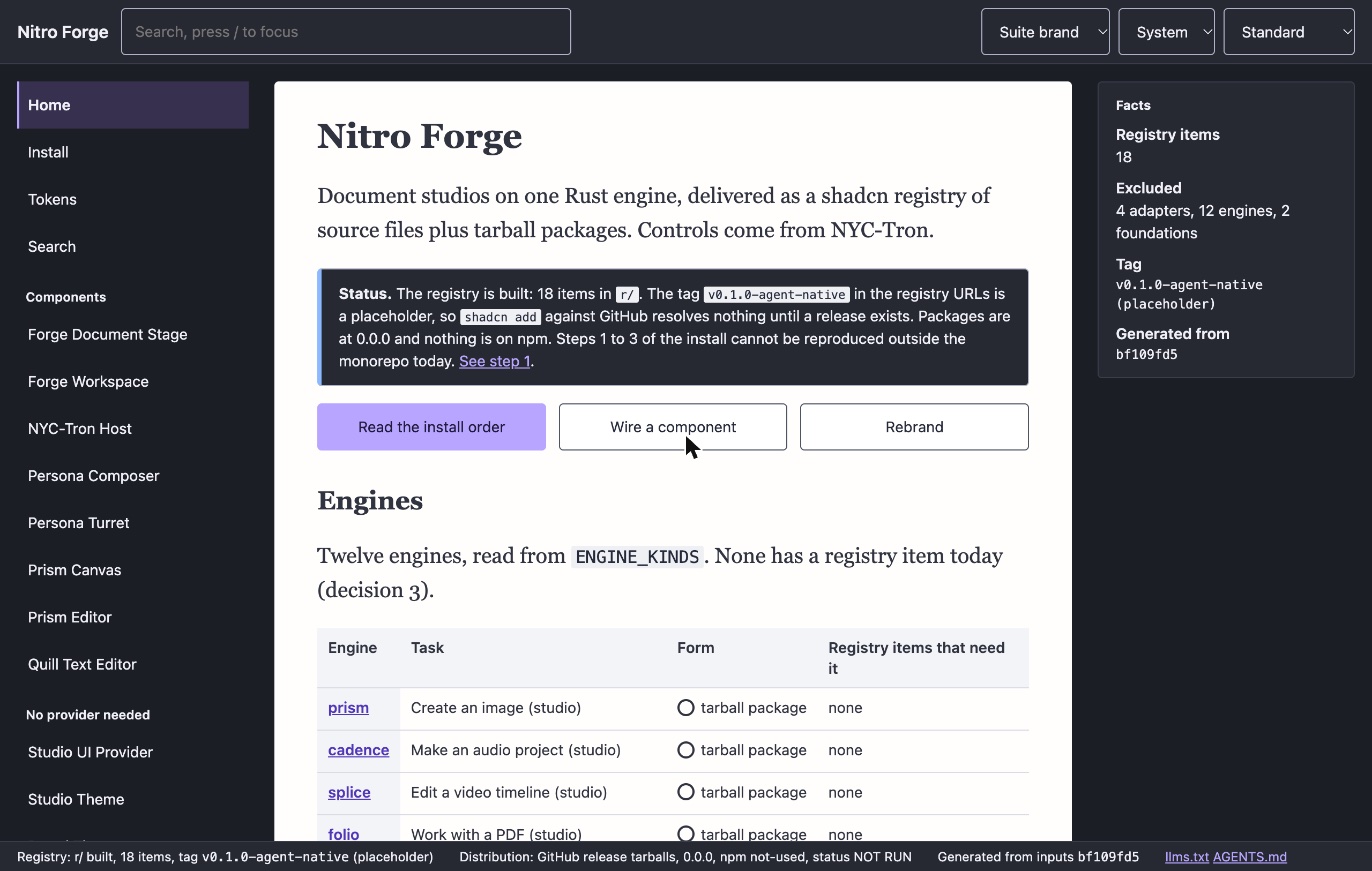 Nitro Forge
Search, press / to focus
Suite brand
System
Standard
Home
Install
Tokens
Search
Components
Forge Document Stage
Forge Workspace
NYC-Tron Host
Persona Composer
Persona Turret
Prism Canvas
Prism Editor
Quill Text Editor
No provider needed
Studio UI Provider
Studio Theme
Nitro Forge
Document studios on one Rust engine, delivered as a shadcn registry of
source files plus tarball packages. Controls come from NYC-Tron.
Status. The registry is built: 18 items in r/. The tag v0.1.0-agent-native in the registry URLs is
a placeholder, so shadcn add against GitHub resolves nothing until a release exists. Packages are
at 0.0.0 and nothing is on npm. Steps 1 to 3 of the install cannot be reproduced outside the
monorepo today. See step 1.
Read the install order
Wire a component
Rebrand
Engines
Twelve engines, read from ENGINE_KINDS. None has a registry item today
(decision 3).
Engine Task Form Registry items that need
it
prism Create an image (studio) tarball package none
cadence Make an audio project (studio) tarball package none
splice Edit a video timeline (studio) tarball package none
folio Work with a PDF (studio) tarball package none
Facts
Registry items
18
Excluded
4 adapters, 12 engines, 2
foundations
Tag
v0.1.0-agent-native
(placeholder)
Generated from
bf109fd5
Registry: r/ built, 18 items, tag v0.1.0-agent-native (placeholder) Distribution: GitHub release tarballs, 0.0.0, npm not-used, status NOT RUN Generated from inputs bf109fd5 llms.txt AGENTS.md